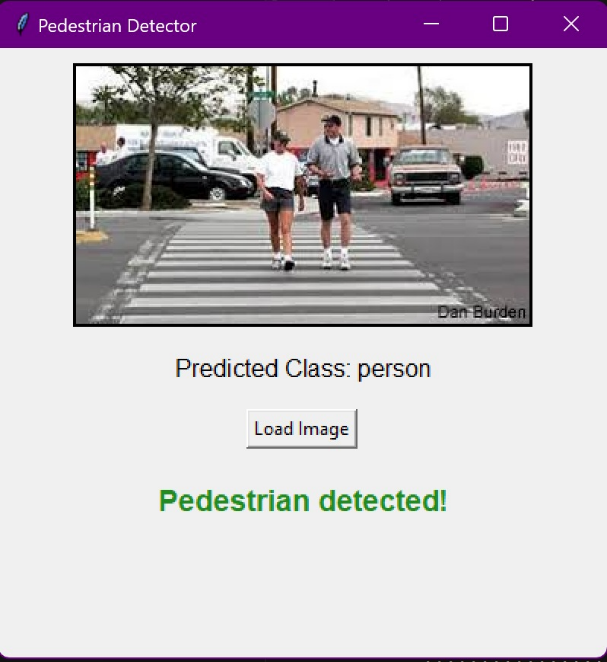 Pedestrian Detector
Dan Burden
Predicted Class: person
Load Image
Pedestrian detected!